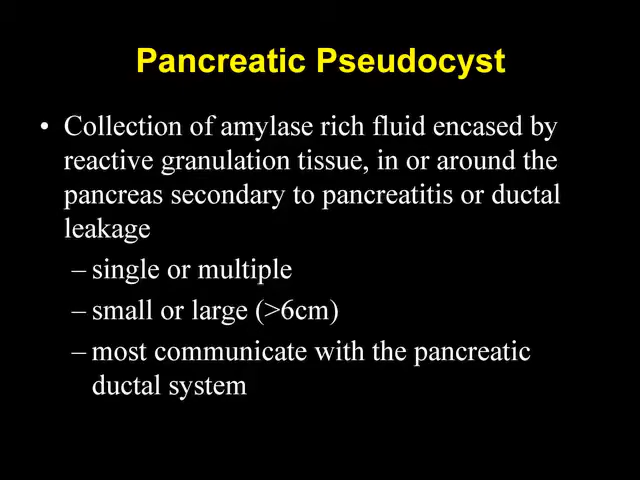 Pancreatic Pseudocyst
• Collection of amylase rich fluid encased by
reactive granulation tissue, in or around the
pancreas secondary to pancreatitis or ductal
leakage
– single or multiple
– small or large (>6cm)
– most communicate with the pancreatic
ductal system